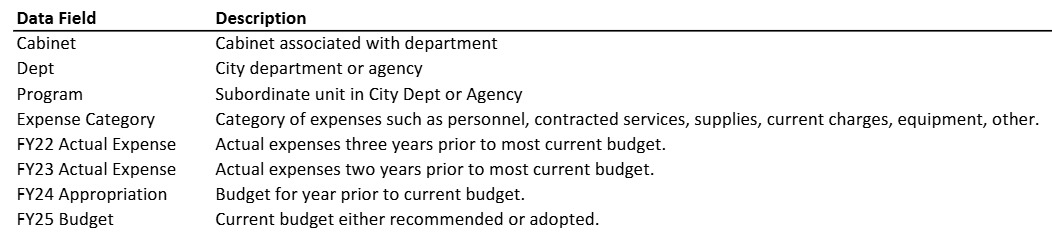 Data Field Description
Cabinet Cabinet associated with department
Dept City department or agency
Program Subordinate unit in City Dept or Agency
Expense Category Category of expenses such as personnel, contracted services, supplies, current charges, equipment, other.
FY22 Actual Expense Actual expenses three years prior to most current budget.
FY23 Actual Expense Actual expenses two years prior to most current budget.
FY24 Appropriation Budget for year prior to current budget.
FY25 Budget Current budget either recommended or adopted.